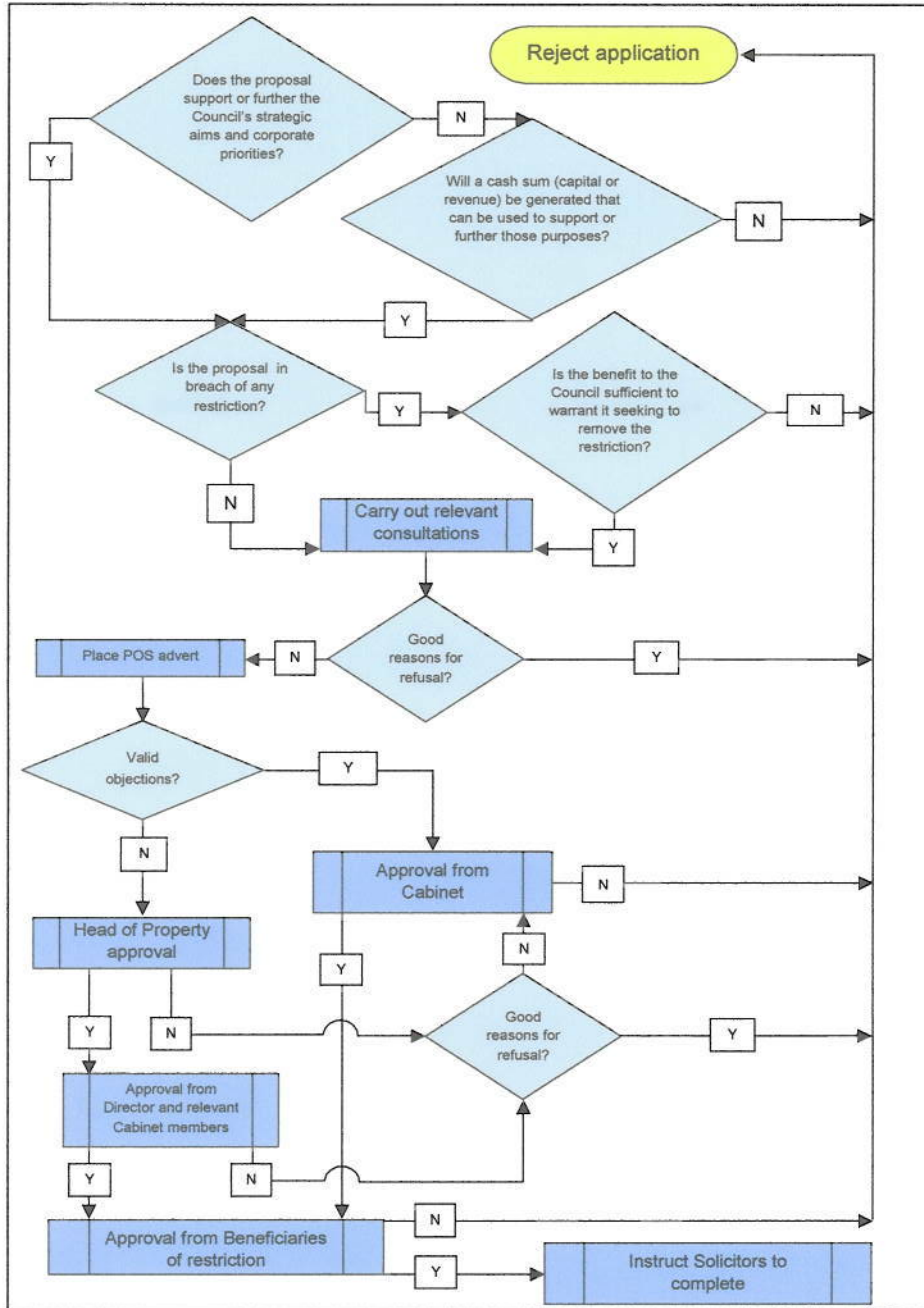 Reject application
Does the proposal
support or further the
Council's strategic
aims and corporate
priorities?
N
Y
Will a cash sum (capital or
revenue) be generated that
can be used to support or
further those purposes?
N
Y
Is the proposal in
breach of any
restriction?
Y
Is the benefit to the
Council sufficient to
warrant it seeking to
remove the
restriction?
N
N
Carry out relevant
consultations
Y
Good
reasons for
refusal?
N
Y
Place POS advert
Valid
objections?
Y
N
Approval from
Cabinet
N
Head of Property
approval
N
Y
Good
reasons for
refusal?
Y
Y
N
Approval from
Director and relevant
Cabinet members
Y
N
Approval from Beneficiaries
of restriction
N
Y
Instruct Solicitors to
complete